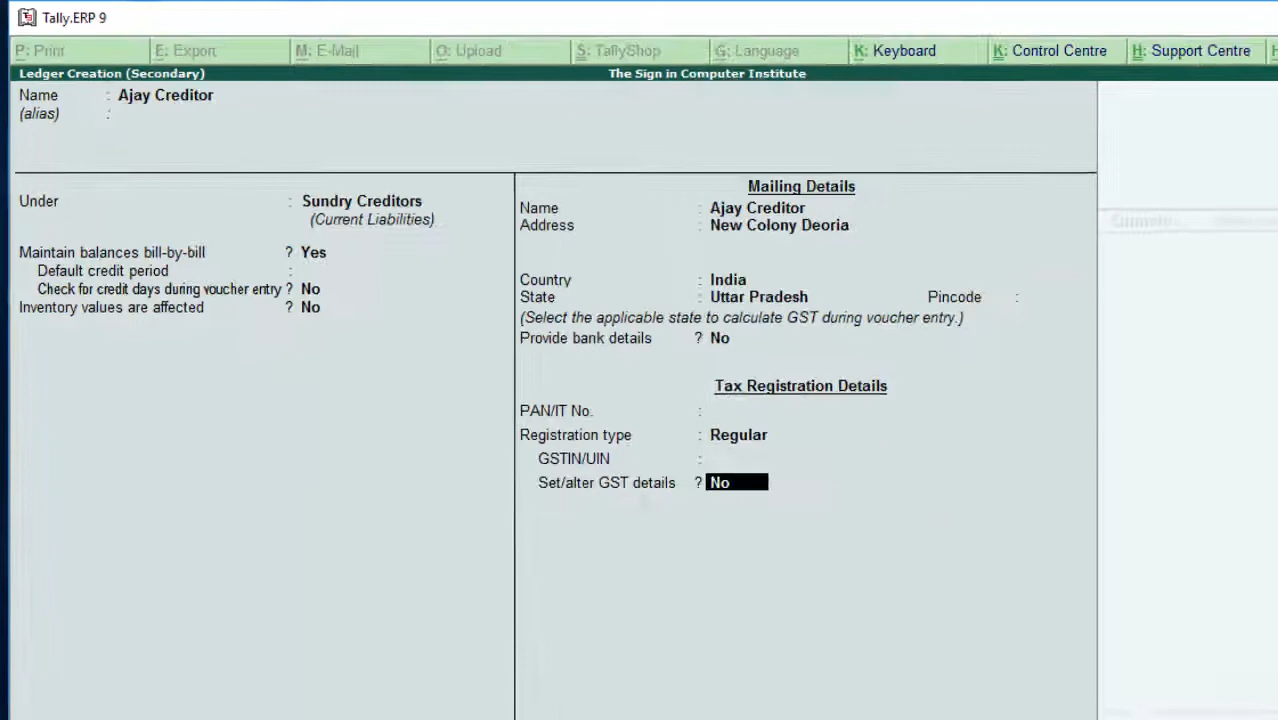 Tally.ERP 9
P: Print E: Export M: E-Mail O: Upload S: TallyShop G: Language K: Keyboard K: Control Centre H: Support Centre
Ledger Creation (Secondary) The Sign in Computer Institute
Name : Ajay Creditor
(alias) :
Under : Sundry Creditors
(Current Liabilities)
Maintain balances bill-by-bill ? Yes
Default credit period :
Check for credit days during voucher entry ? No
Inventory values are affected ? No
Mailing Details
Name : Ajay Creditor
Address : New Colony Deoria
Country : India
State : Uttar Pradesh Pincode :
(Select the applicable state to calculate GST during voucher entry.)
Provide bank details ? No
Tax Registration Details
PAN/IT No. :
Registration type : Regular
GSTIN/UIN :
Set/alter GST details ? No